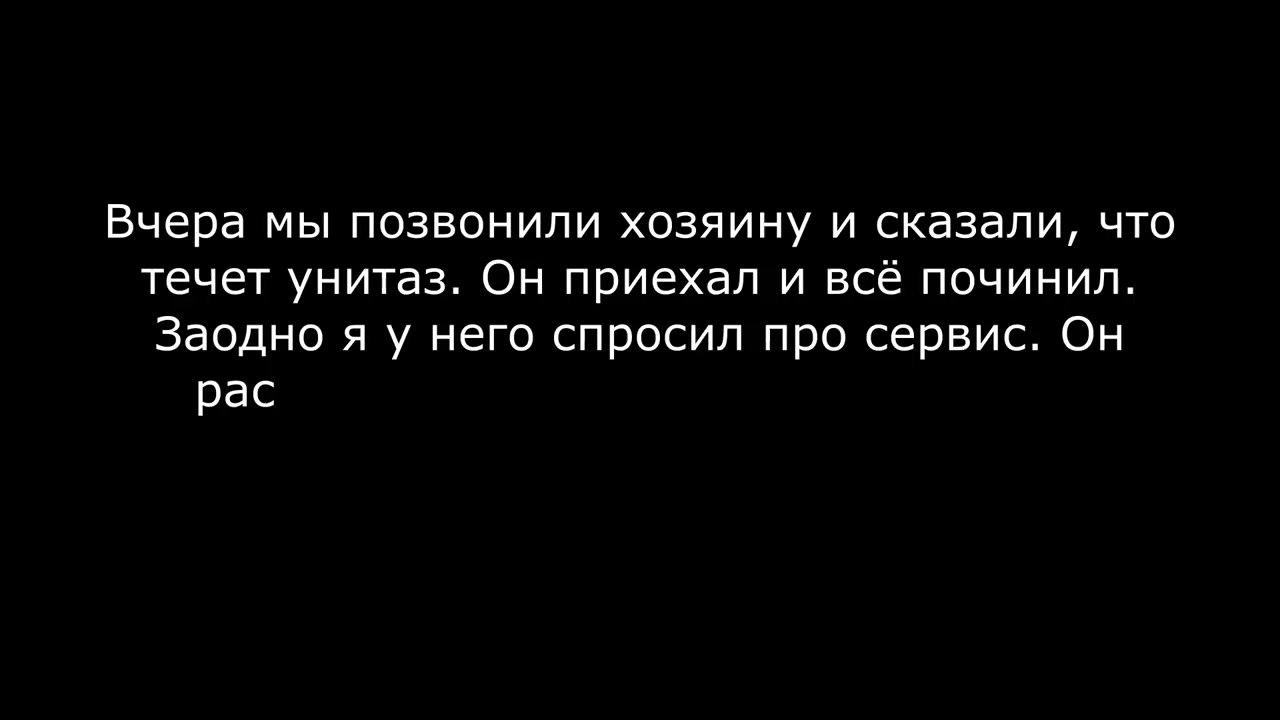 Вчера мы позвонили хозяину и сказали, что
течет унитаз. Он приехал и всё починил.
Заодно я у него спросил про сервис. Он
рас